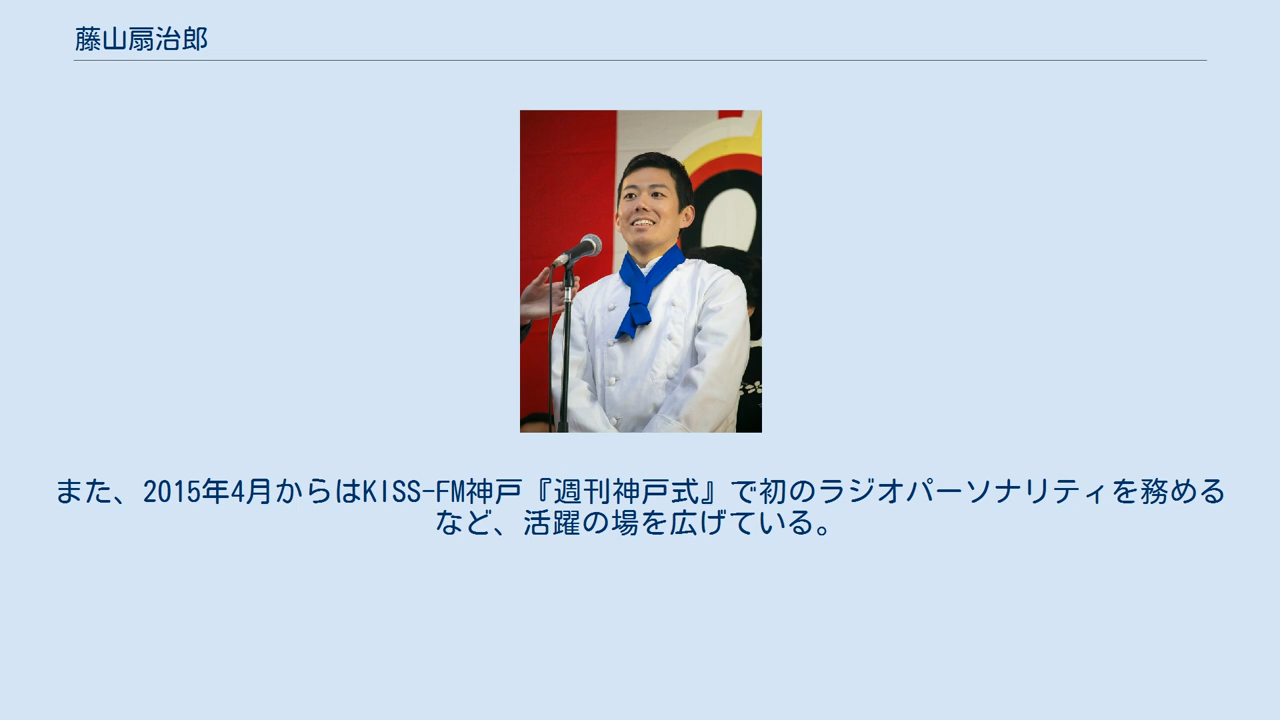 藤山扇治郎
また、2015年4月からはKISS-FM神戸『週刊神戸式』で初のラジオパーソナリティを務める
など、活躍の場を広げている。